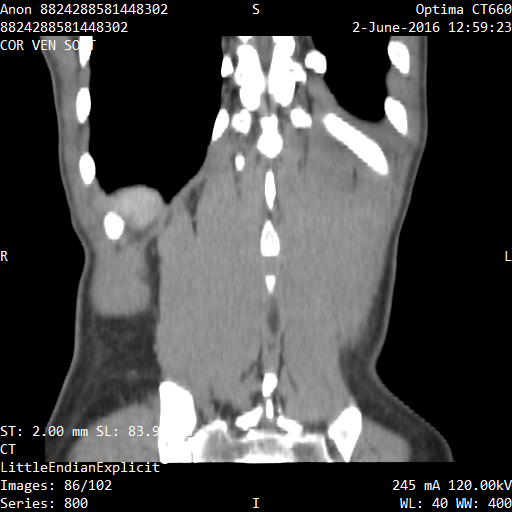 Anon 8824288581448302
S
Optima CT660
8824288581448302
2-June-2016 12:59:23
COR VEN SOFT
R
L
ST: 2.00 mm SL: 83.9
CT
LittleEndianExplicit
Images: 86/102
245 mA 120.00kV
Series: 800
I
WL: 40 WW: 400